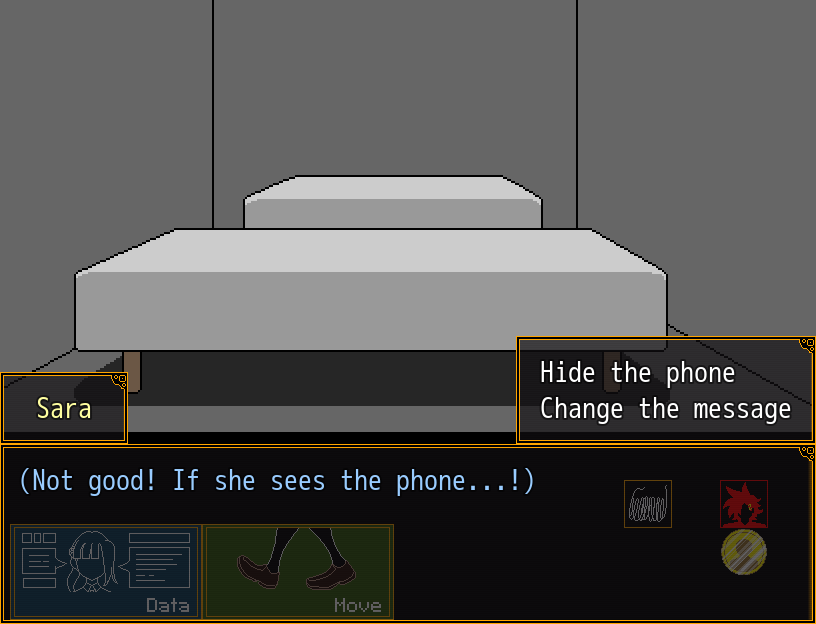 Hide the phone
Change the message
Sara
(Not good! If she sees the phone...!)
Data
Move